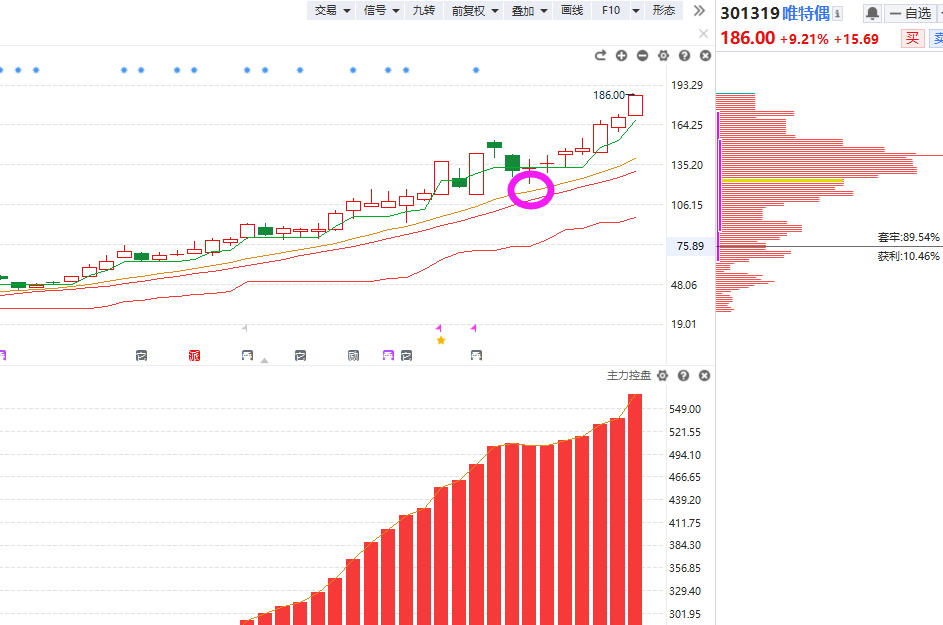 交易 信号 九转 前复权 叠加 画线 F10 形态
301319 唯特偶 自选
186.00 +9.21% +15.69 买 卖
193.29
186.00
164.25
135.20
106.15
75.89
48.06
19.01
套牢:89.54%
获利:10.46%
派
主力控盘
549.00
521.55
494.10
466.65
439.20
411.75
384.30
356.85
329.40
301.95